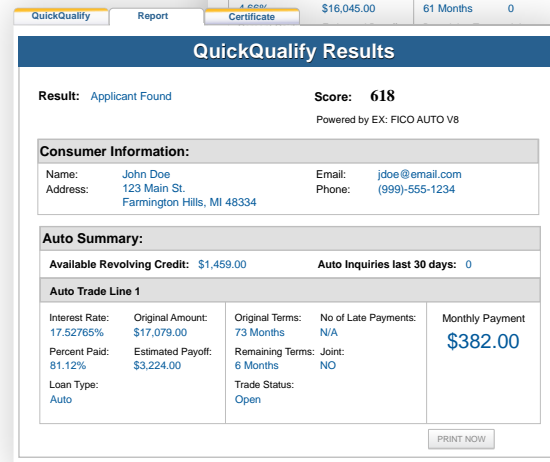 4.66% $16,045.00 61 Months 0
QuickQualify Report Certificate
QuickQualify Results
Result: Applicant Found Score: 618
Powered by EX: FICO AUTO V8
Consumer Information:
Name: John Doe Email: jdoe@email.com
Address: 123 Main St. Phone: (999)-555-1234
Farmington Hills, MI 48334
Auto Summary:
Available Revolving Credit: $1,459.00 Auto Inquiries last 30 days: 0
Auto Trade Line 1
Interest Rate: Original Amount: Original Terms: No of Late Payments: Monthly Payment
17.52765% $17,079.00 73 Months N/A $382.00
Percent Paid: Estimated Payoff: Remaining Terms: Joint:
81.12% $3,224.00 6 Months NO
Loan Type: Trade Status:
Auto Open
PRINT NOW